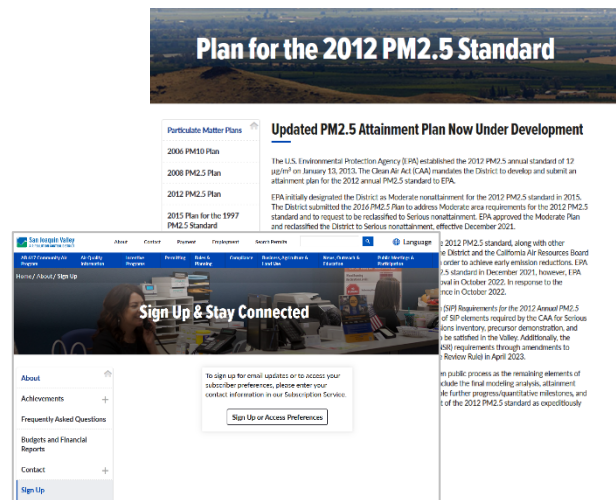 Plan for the 2012 PM2.5 Standard
Particulate Matter Plans
2006 PM10 Plan
2008 PM2.5 Plan
2012 PM2.5 Plan
2015 Plan for the 1997
PM2.5 Standard
Updated PM2.5 Attainment Plan Now Under Development
The U.S. Environmental Protection Agency (EPA) established the 2012 PM2.5 annual standard of 12
µg/m³ on January 13, 2013. The Clean Air Act (CAA) mandates the District to develop and submit an
attainment plan for the 2012 annual PM2.5 standard to EPA.
EPA initially designated the District as Moderate nonattainment for the 2012 PM2.5 standard in 2015.
The District submitted the 2016 PM2.5 Plan to address Moderate area requirements for the 2012 PM2.5
standard and to request to be reclassified to Serious nonattainment. EPA approved the Moderate Plan
and reclassified the District to Serious nonattainment, effective December 2021.
2012 PM2.5 standard, along with other
the District and the California Air Resources Board
order to achieve early emission reductions. EPA
2.5 standard in December 2021, however, EPA
in October 2022. In response to the
in October 2022.
(SIP) Requirements for the 2012 Annual PM2.5
of SIP elements required by the CAA for Serious
inventory, precursor demonstration, and
be satisfied in the Valley. Additionally, the
requirements through amendments to
Review Rule) in April 2023.
public process as the remaining elements of
include the final modeling analysis, attainment
further progress/quantitative milestones, and
of the 2012 PM2.5 standard as expeditiously
San Joaquin Valley
AIR POLLUTION CONTROL DISTRICT
About Contact Payment Employment Search Permits Language
AB 617 Community Air
Program
Air Quality
Information
Incentive
Programs
Permitting
Rules &
Planning
Compliance
Business, Agriculture &
Land Use
News, Outreach &
Education
Public Meetings &
Participation
Home / About / Sign Up
Sign Up & Stay Connected
About
Achievements +
Frequently Asked Questions
Budgets and Financial
Reports
Contact +
Sign Up
To sign up for email updates or to access your
subscriber preferences, please enter your
contact information in our Subscription Service.
Sign Up or Access Preferences